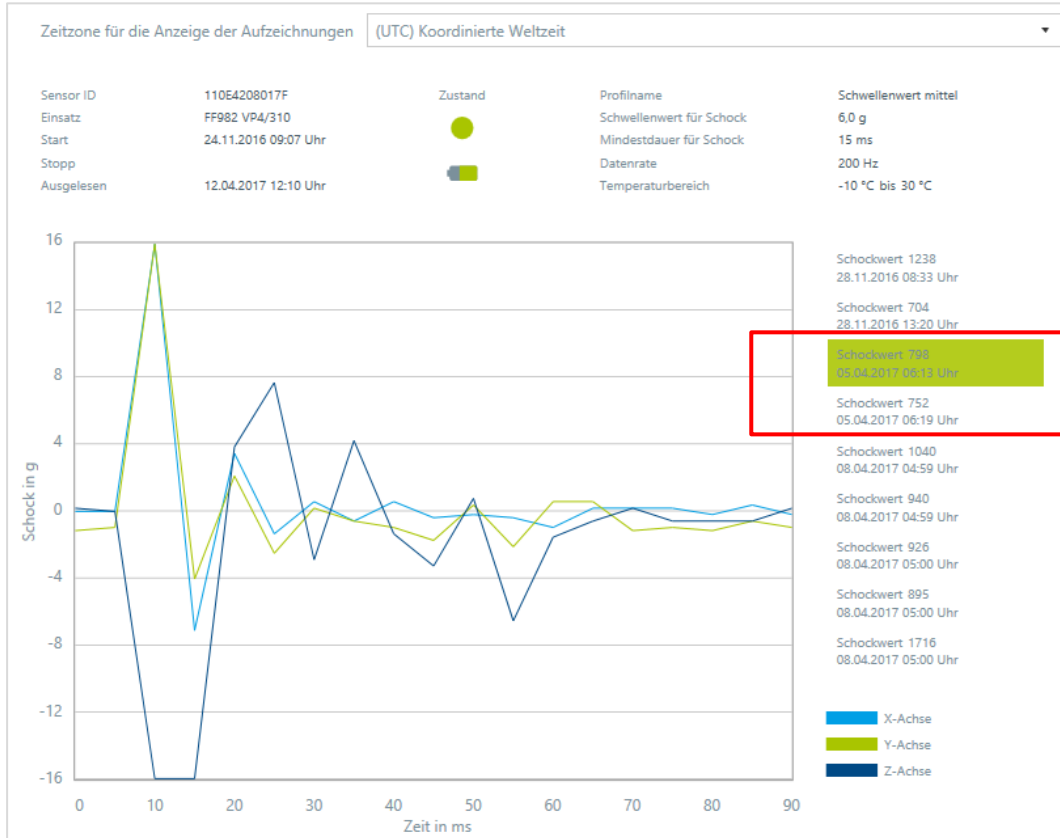 Zeitzone für die Anzeige der Aufzeichnungen (UTC) Koordinierte Weltzeit
Sensor ID 110E4208017F Zustand Profilname Schwellenwert mittel
Einsatz FF982 VP4/310 Schwellenwert für Schock 6,0 g
Start 24.11.2016 09:07 Uhr Mindestdauer für Schock 15 ms
Stopp Datenrate 200 Hz
Ausgelesen 12.04.2017 12:10 Uhr Temperaturbereich -10 °C bis 30 °C
16
12
8
4
0
-4
-8
-12
-16
Schock in g
0 10 20 30 40 50 60 70 80 90
Zeit in ms
Schockwert 1238
28.11.2016 08:33 Uhr
Schockwert 704
28.11.2016 13:20 Uhr
Schockwert 798
05.04.2017 06:13 Uhr
Schockwert 752
05.04.2017 06:19 Uhr
Schockwert 1040
08.04.2017 04:59 Uhr
Schockwert 940
08.04.2017 04:59 Uhr
Schockwert 926
08.04.2017 05:00 Uhr
Schockwert 895
08.04.2017 05:00 Uhr
Schockwert 1716
08.04.2017 05:00 Uhr
X-Achse
Y-Achse
Z-Achse